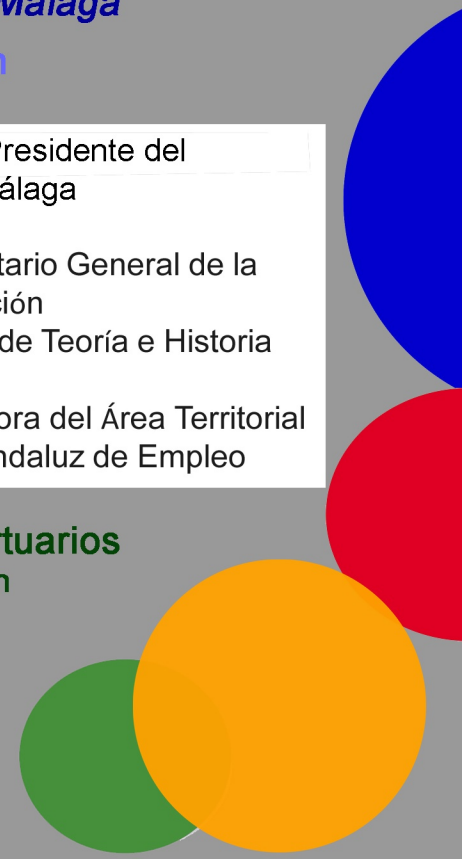 Málaga
n
Presidente del
álaga
tario General de la
ción
de Teoría e Historia
ora del Área Territorial
ndaluz de Empleo
rtuarios
n